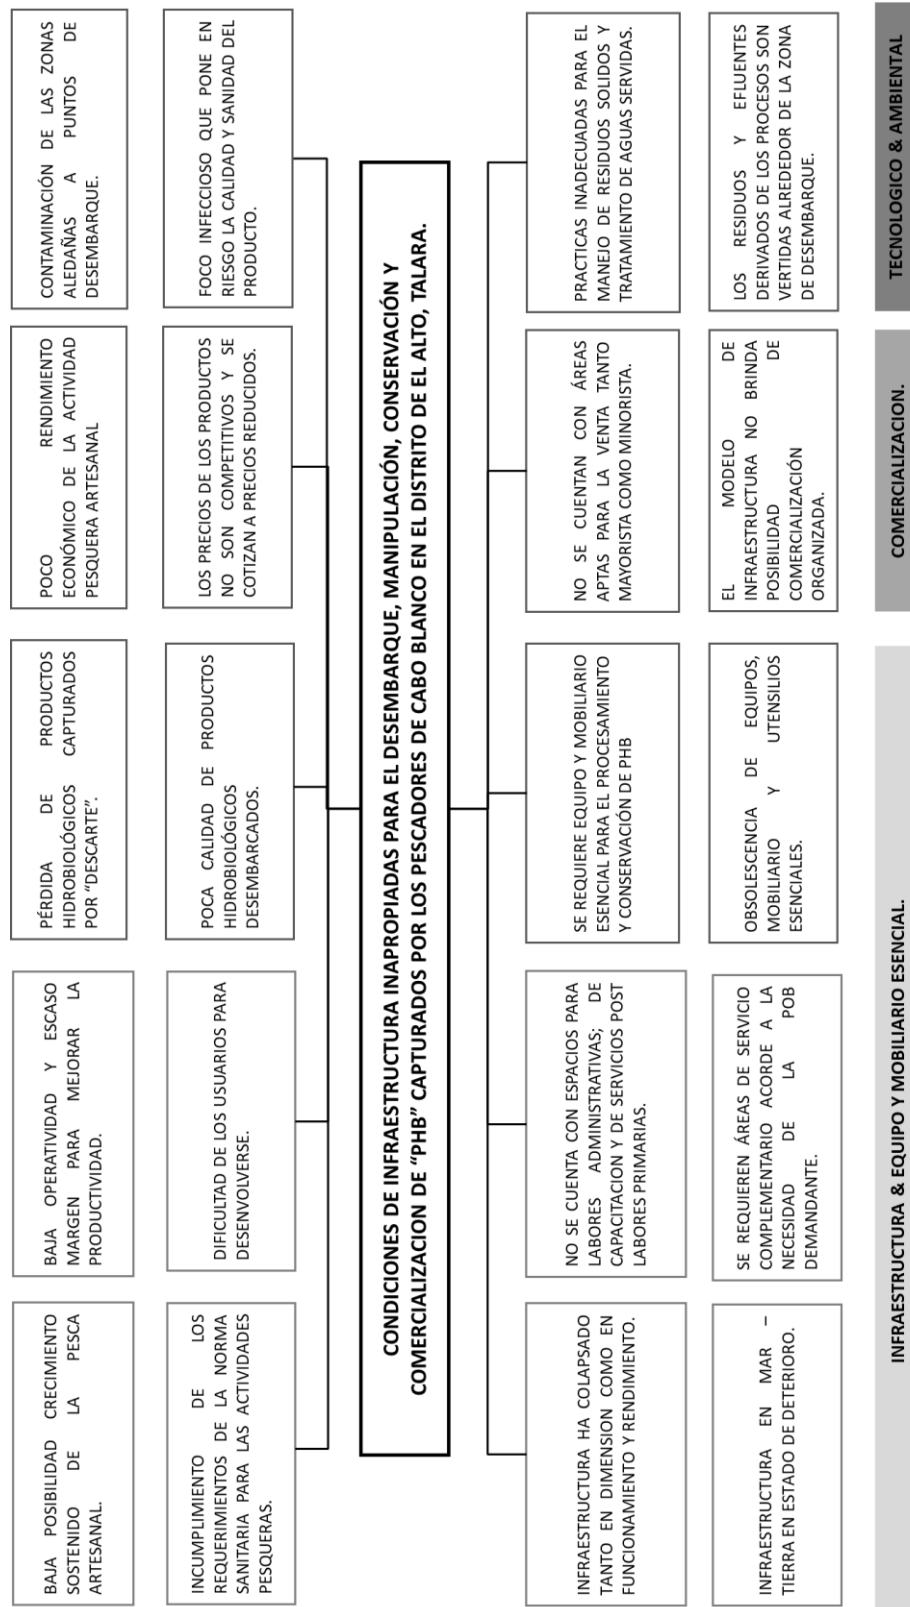 BAJA POSIBILIDAD CRECIMIENTO
SOSTENIDO DE LA PESCA
ARTESANAL.
BAJA OPERATIVIDAD Y ESCASO
MARGEN PARA MEJORAR LA
PRODUCTIVIDAD.
PÉRDIDA DE PRODUCTOS
HIDROBIOLÓGICOS CAPTURADOS
POR “DESCARTE”.
POCO RENDIMIENTO
ECONÓMICO DE LA ACTIVIDAD
PESQUERA ARTESANAL
CONTAMINACIÓN DE LAS ZONAS
ALEDAÑAS A PUNTOS DE
DESEMBARQUE.
INCUMPLIMIENTO DE LOS
REQUERIMIENTOS DE LA NORMA
SANITARIA PARA LAS ACTIVIDADES
PESQUERAS.
DIFICULTAD DE LOS USUARIOS PARA
DESENVOLVERSE.
POCA CALIDAD DE PRODUCTOS
HIDROBIOLÓGICOS
DESEMBARCADOS.
LOS PRECIOS DE LOS PRODUCTOS
NO SON COMPETITIVOS Y SE
COTIZAN A PRECIOS REDUCIDOS.
FOCO INFECCIOSO QUE PONE EN
RIESGO LA CALIDAD Y SANIDAD DEL
PRODUCTO.
CONDICIONES DE INFRAESTRUCTURA INAPROPIADAS PARA EL DESEMBARQUE, MANIPULACIÓN, CONSERVACIÓN Y
COMERCIALIZACION DE “PHB” CAPTURADOS POR LOS PESCADORES DE CABO BLANCO EN EL DISTRITO DE EL ALTO, TALARA.
INFRAESTRUCTURA HA COLAPSADO
TANTO EN DIMENSION COMO EN
FUNCIONAMIENTO Y RENDIMIENTO.
NO SE CUENTA CON ESPACIOS PARA
LABORES ADMINISTRATIVAS; DE
CAPACITACION Y DE SERVICIOS POST
LABORES PRIMARIAS.
SE REQUIERE EQUIPO Y MOBILIARIO
ESENCIAL PARA EL PROCESAMIENTO
Y CONSERVACIÓN DE PHB
NO SE CUENTAN CON ÁREAS
APTAS PARA LA VENTA TANTO
MAYORISTA COMO MINORISTA.
PRACTICAS INADECUADAS PARA EL
MANEJO DE RESIDUOS SOLIDOS Y
TRATAMIENTO DE AGUAS SERVIDAS.
INFRAESTRUCTURA EN MAR –
TIERRA EN ESTADO DE DETERIORO.
SE REQUIEREN ÁREAS DE SERVICIO
COMPLEMENTARIO ACORDE A LA
NECESIDAD DE LA POB
DEMANDANTE.
OBSOLESCENCIA DE EQUIPOS,
MOBILIARIO Y UTENSILIOS
ESENCIALES.
EL MODELO DE
INFRAESTRUCTURA NO BRINDA
POSIBILIDAD DE
COMERCIALIZACIÓN
ORGANIZADA.
LOS RESIDUOS Y EFLUENTES
DERIVADOS DE LOS PROCESOS SON
VERTIDAS ALREDEDOR DE LA ZONA
DE DESEMBARQUE.
INFRAESTRUCTURA & EQUIPO Y MOBILIARIO ESENCIAL.
COMERCIALIZACION.
TECNOLOGICO & AMBIENTAL